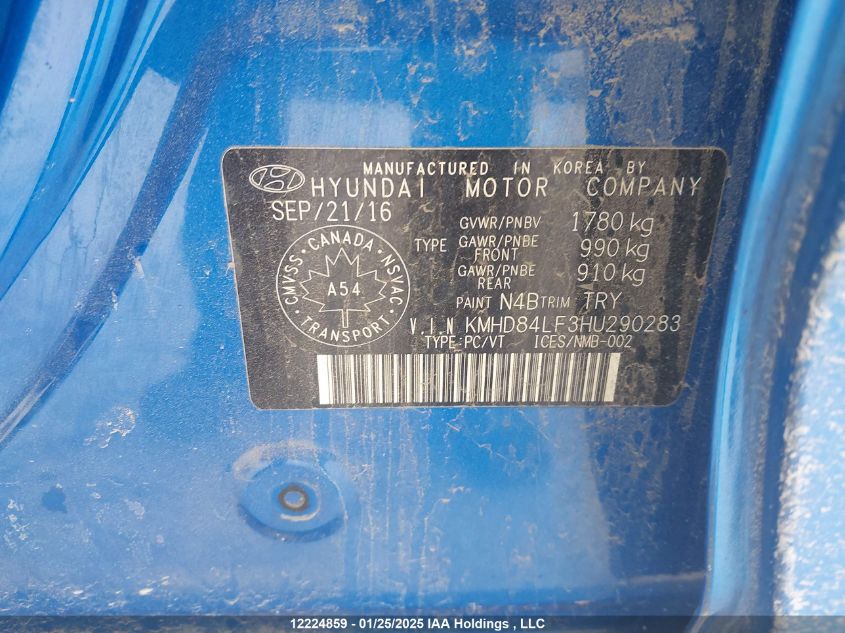 MANUFACTURED IN KOREA BY
HYUNDAI MOTOR COMPANY
SEP/21/16
GVWR/PNBV 1780 kg
TYPE GAWR/PNBE FRONT 990 kg
GAWR/PNBE REAR 910 kg
PAINT N4B TRIM TRY
CMVSS · CANADA · NSVAC
A54
TRANSPORT
V.I.N KMHD84LF3HU290283
TYPE:PC/VT ICES/NMB-002
12224859 - 01/25/2025 IAA Holdings , LLC